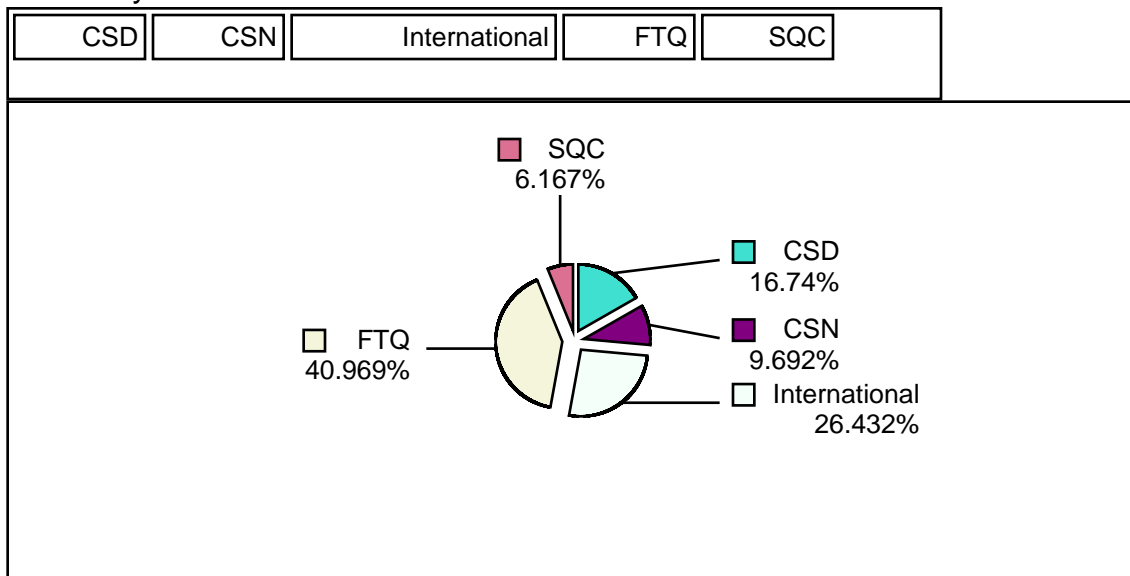 CSD CSN International FTQ SQC
SQC
6.167%
CSD
16.74%
FTQ
40.969%
CSN
9.692%
International
26.432%